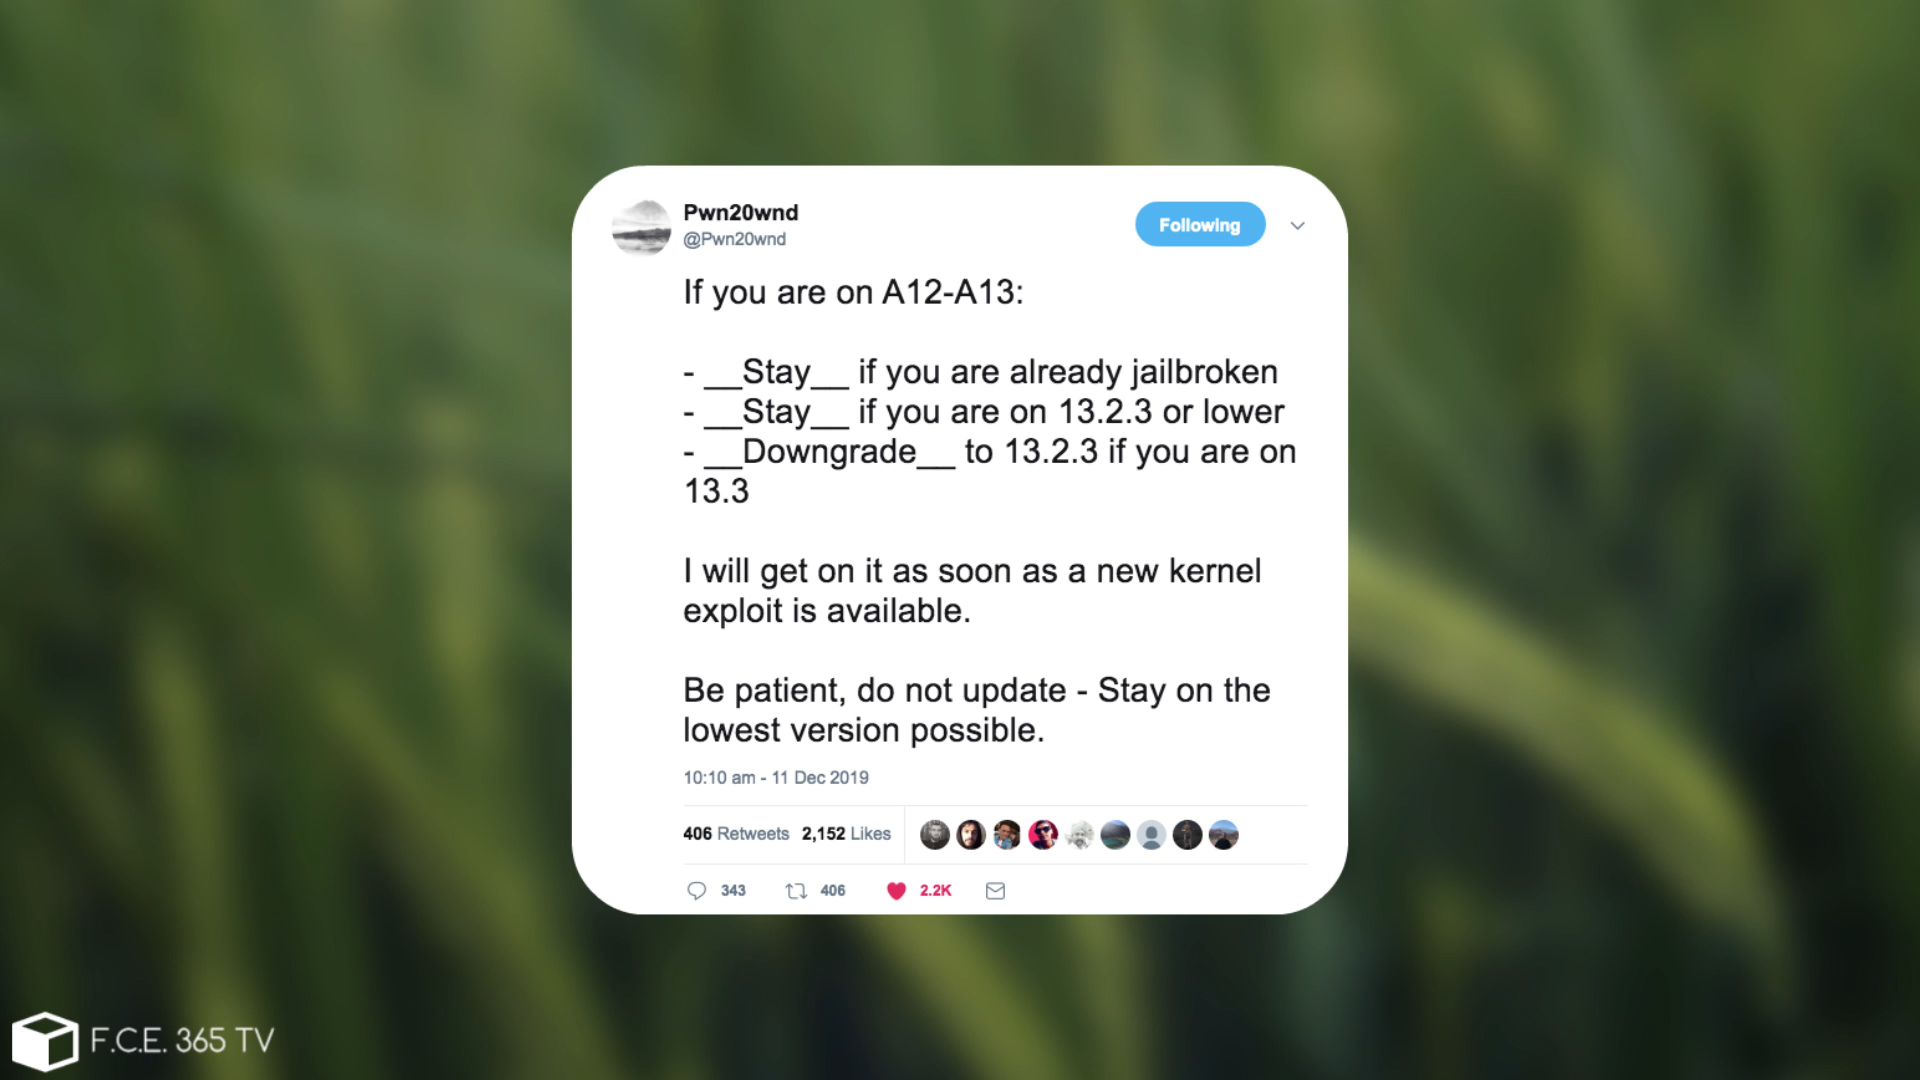 Pwn20wnd
@Pwn20wnd
Following
If you are on A12-A13:
- __Stay__ if you are already jailbroken
- __Stay__ if you are on 13.2.3 or lower
- __Downgrade__ to 13.2.3 if you are on
13.3
I will get on it as soon as a new kernel
exploit is available.
Be patient, do not update - Stay on the
lowest version possible.
10:10 am - 11 Dec 2019
406 Retweets 2,152 Likes
343 406 2.2K
F.C.E. 365 TV